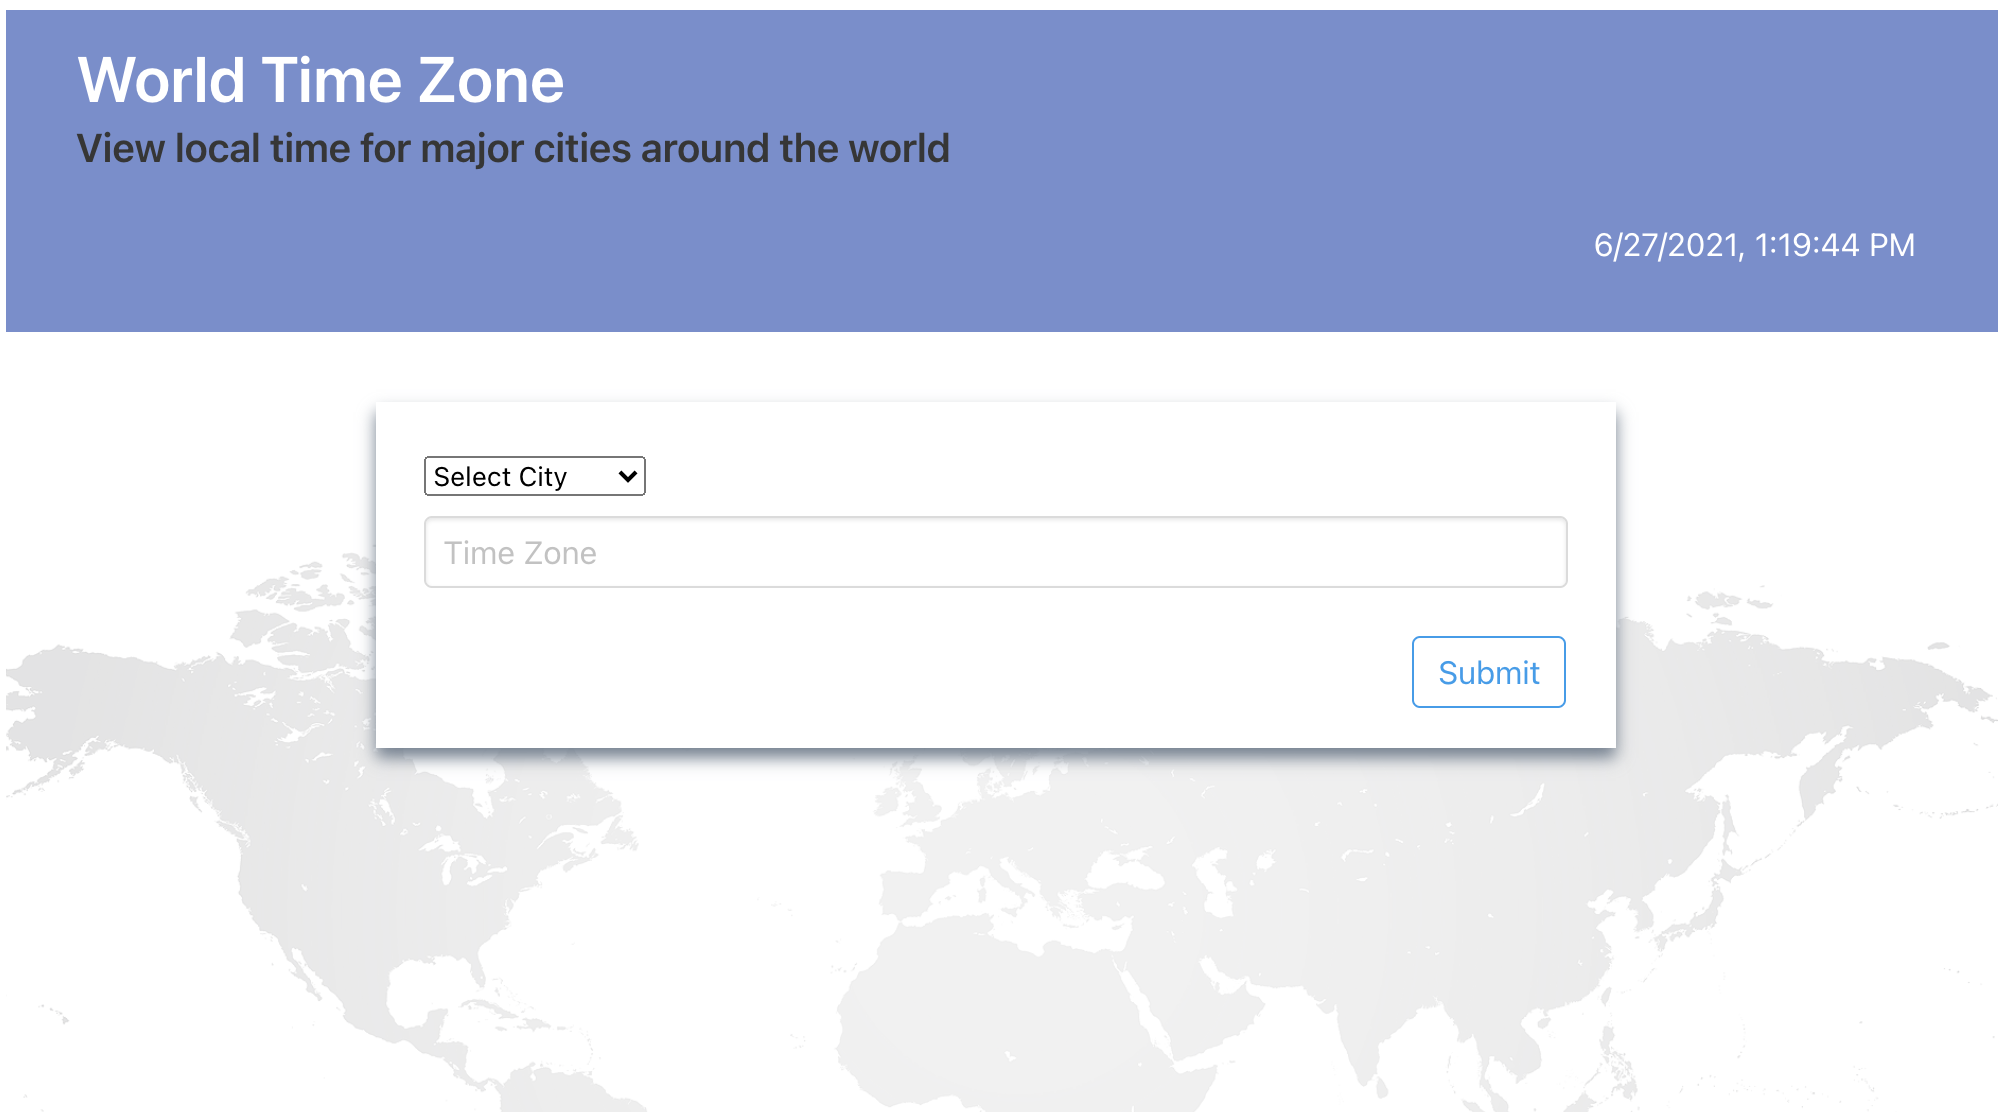 World Time Zone
View local time for major cities around the world
6/27/2021, 1:19:44 PM
Select City
Time Zone
Submit